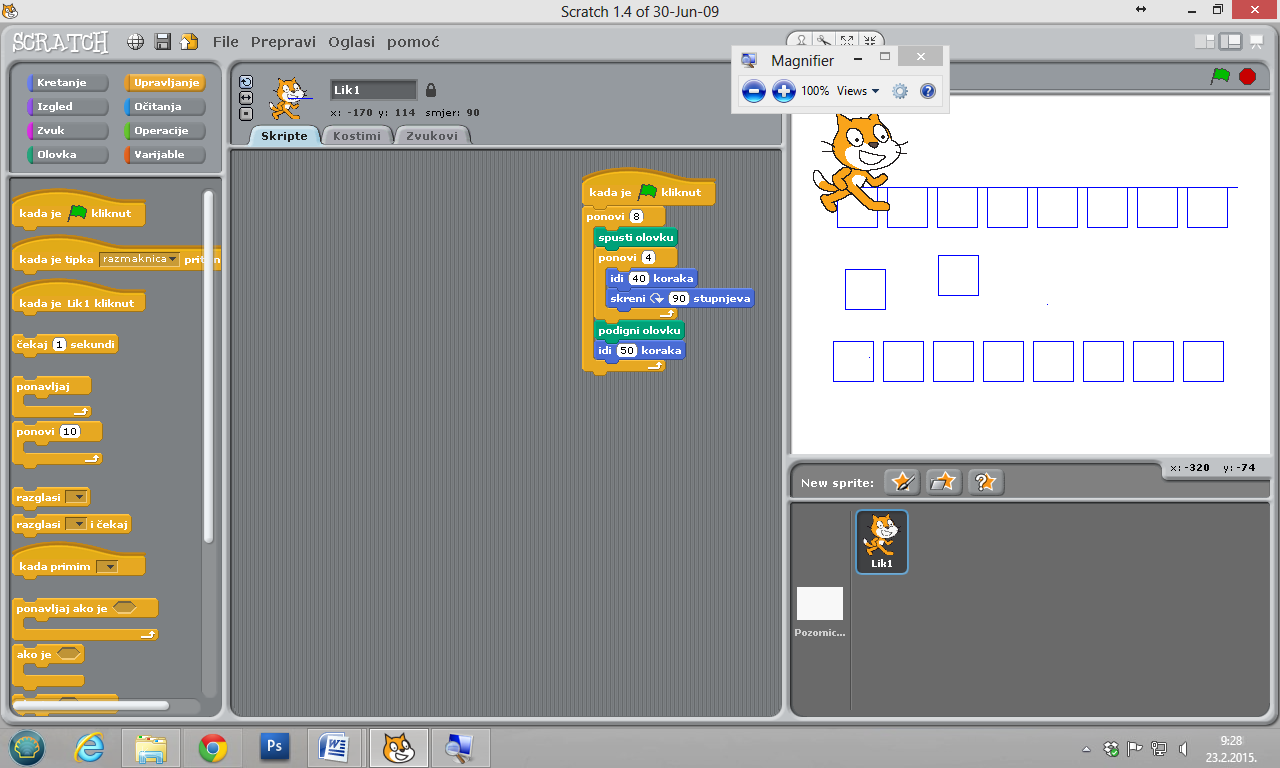 Scratch 1.4 of 30-Jun-09
SCRATCH
File Prepravi Oglasi pomoć
Magnifier
100% Views
Kretanje Upravljanje
Izgled Očitanja
Zvuk Operacije
Olovka Varijable
Lik1
x: -170 y: 114 smjer: 90
Skripte Kostimi Zvukovi
kada je kliknut
kada je tipka razmaknica
kada je Lik1 kliknut
čekaj 1 sekundi
ponavljaj
ponovi 10
razglasi
razglasi i čekaj
kada primim
ponavljaj ako je
ako je
kada je kliknut
ponovi 8
spusti olovku
ponovi 4
idi 40 koraka
skreni 90 stupnjeva
podigni olovku
idi 50 koraka
x: -320 y: -74
New sprite:
Lik1
Pozornic...
Ps
W
9:28
23.2.2015.